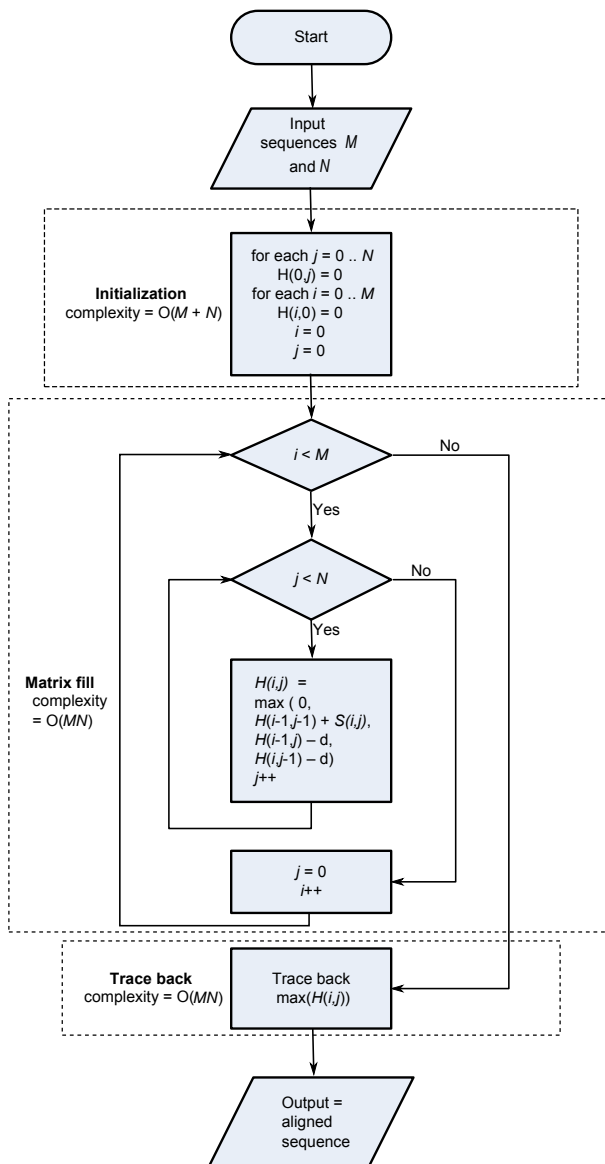 Start
Input
sequences M
and N
Initialization
complexity = O(M + N)
for each j = 0 .. N
H(0,j) = 0
for each i = 0 .. M
H(i,0) = 0
i = 0
j = 0
i < M
No
Yes
j < N
No
Yes
Matrix fill
complexity
= O(MN)
H(i,j) =
max ( 0,
H(i-1,j-1) + S(i,j),
H(i-1,j) – d,
H(i,j-1) – d)
j++
j = 0
i++
Trace back
complexity = O(MN)
Trace back
max(H(i,j))
Output =
aligned
sequence